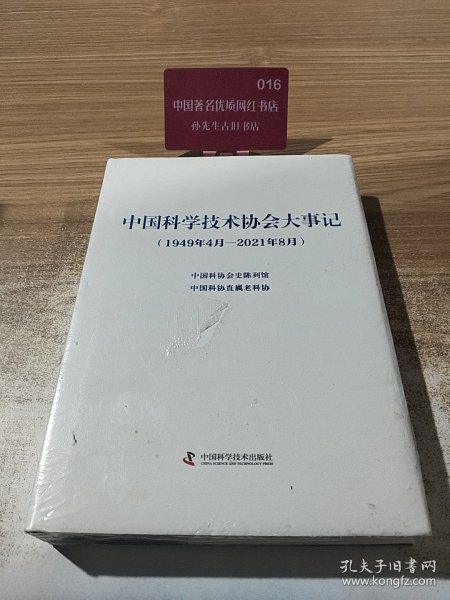 016
中国著名优质网红书店
孙先生古旧书店
中国科学技术协会大事记
（1949年4月—2021年8月）
中国科协会史陈列馆
中国科协直属老科协
中国科学技术出版社
CHINA SCIENCE AND TECHNOLOGY PRESS
孔夫子旧书网
www.kongfz.com